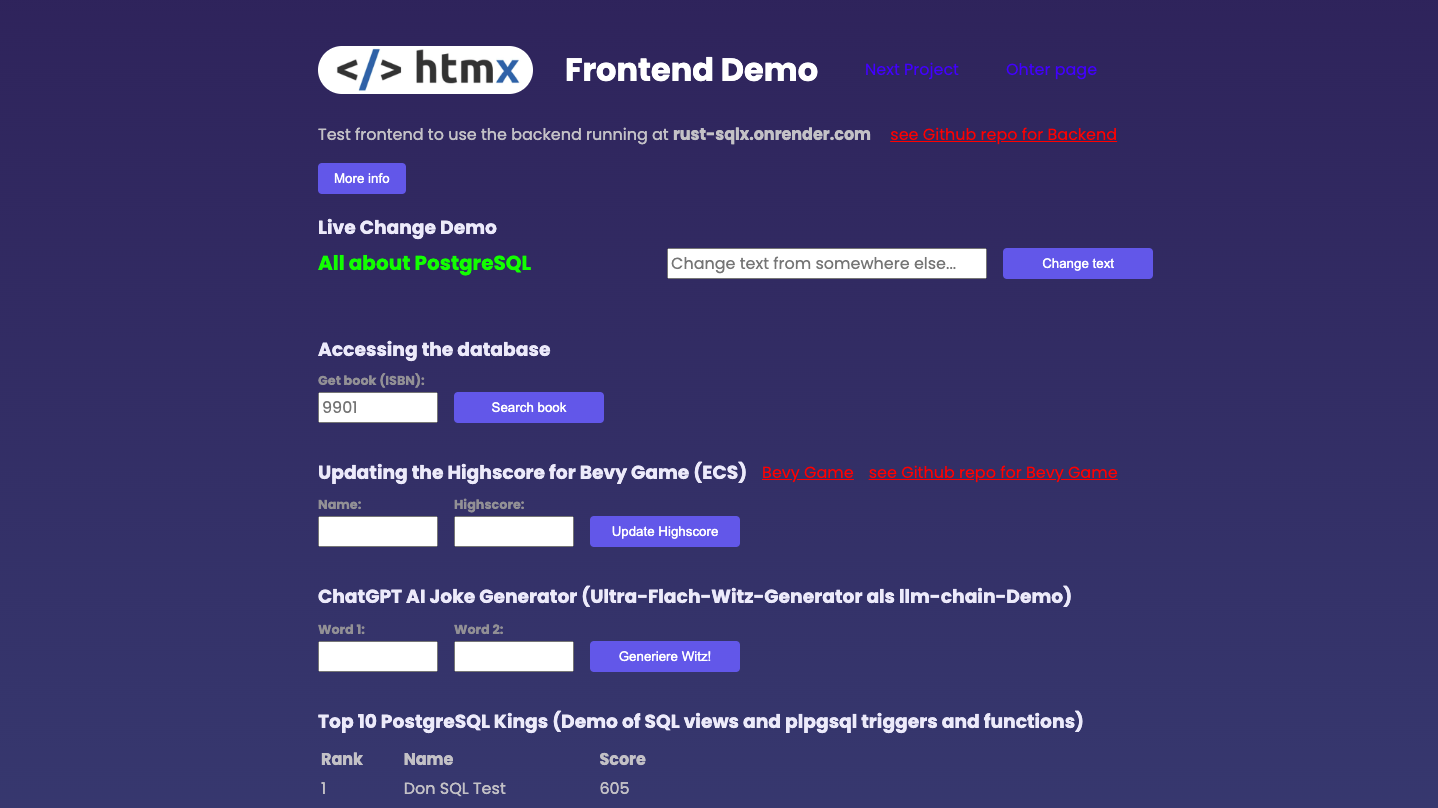 </> htmx Frontend Demo Next Project Ohter page
Test frontend to use the backend running at rust-sqlx.onrender.com see Github repo for Backend
More info
Live Change Demo
All about PostgreSQL Change text from somewhere else... Change text
Accessing the database
Get book (ISBN):
9901 Search book
Updating the Highscore for Bevy Game (ECS) Bevy Game see Github repo for Bevy Game
Name: Highscore:
Update Highscore
ChatGPT AI Joke Generator (Ultra-Flach-Witz-Generator als llm-chain-Demo)
Word 1: Word 2:
Generiere Witz!
Top 10 PostgreSQL Kings (Demo of SQL views and plpgsql triggers and functions)
Rank Name Score
1 Don SQL Test 605